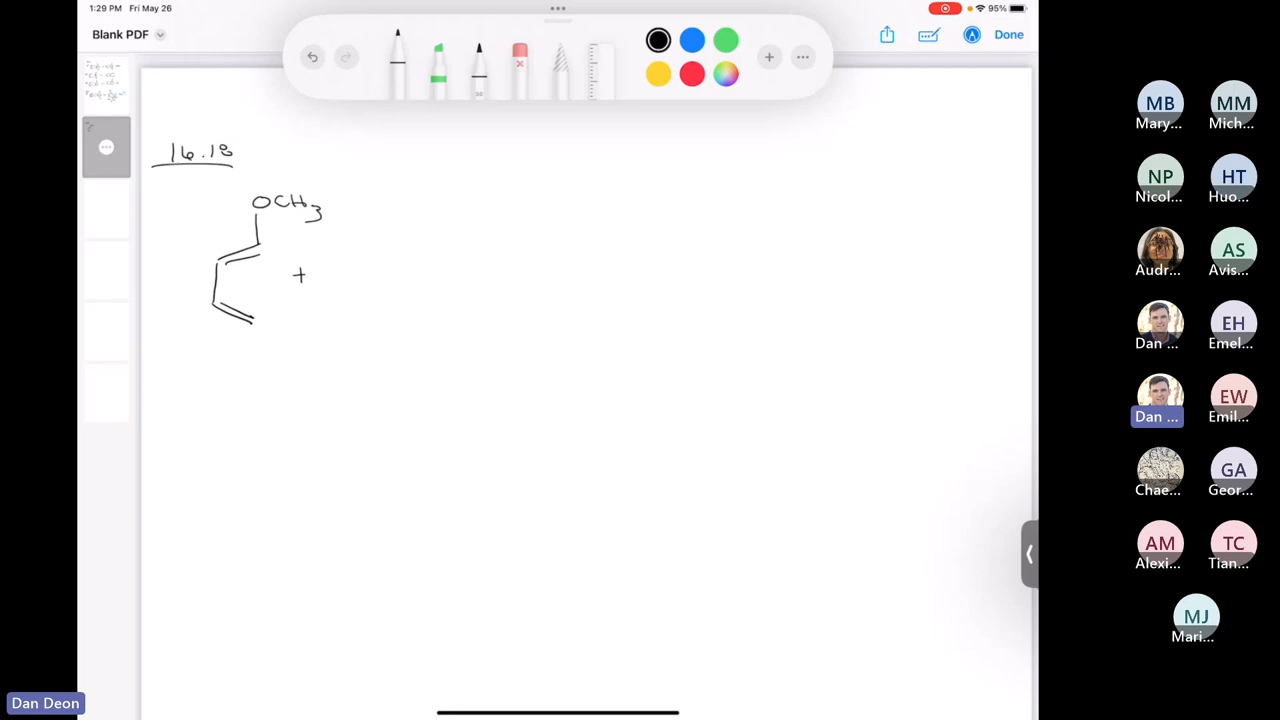 1:29 PM Fri May 26
95%
Blank PDF
Done
16.18
OCH3
+
MB
Mary...
MM
Mich...
NP
Nicol...
HT
Huo...
Audr...
AS
Avis...
Dan ...
EH
Emel...
Dan ...
EW
Emil...
Chae...
GA
Geor...
AM
Alexi...
TC
Tian...
MJ
Mari...
Dan Deon